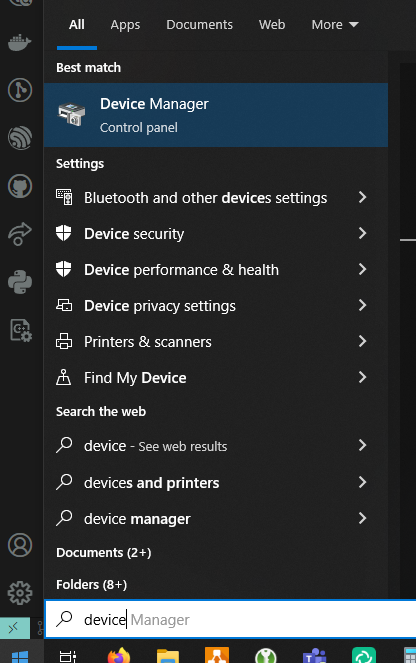 All Apps Documents Web More
Best match
Device Manager
Control panel
Settings
Bluetooth and other devices settings
Device security
Device performance & health
Device privacy settings
Printers & scanners
Find My Device
Search the web
device - See web results
devices and printers
device manager
Documents (2+)
Folders (8+)
device Manager